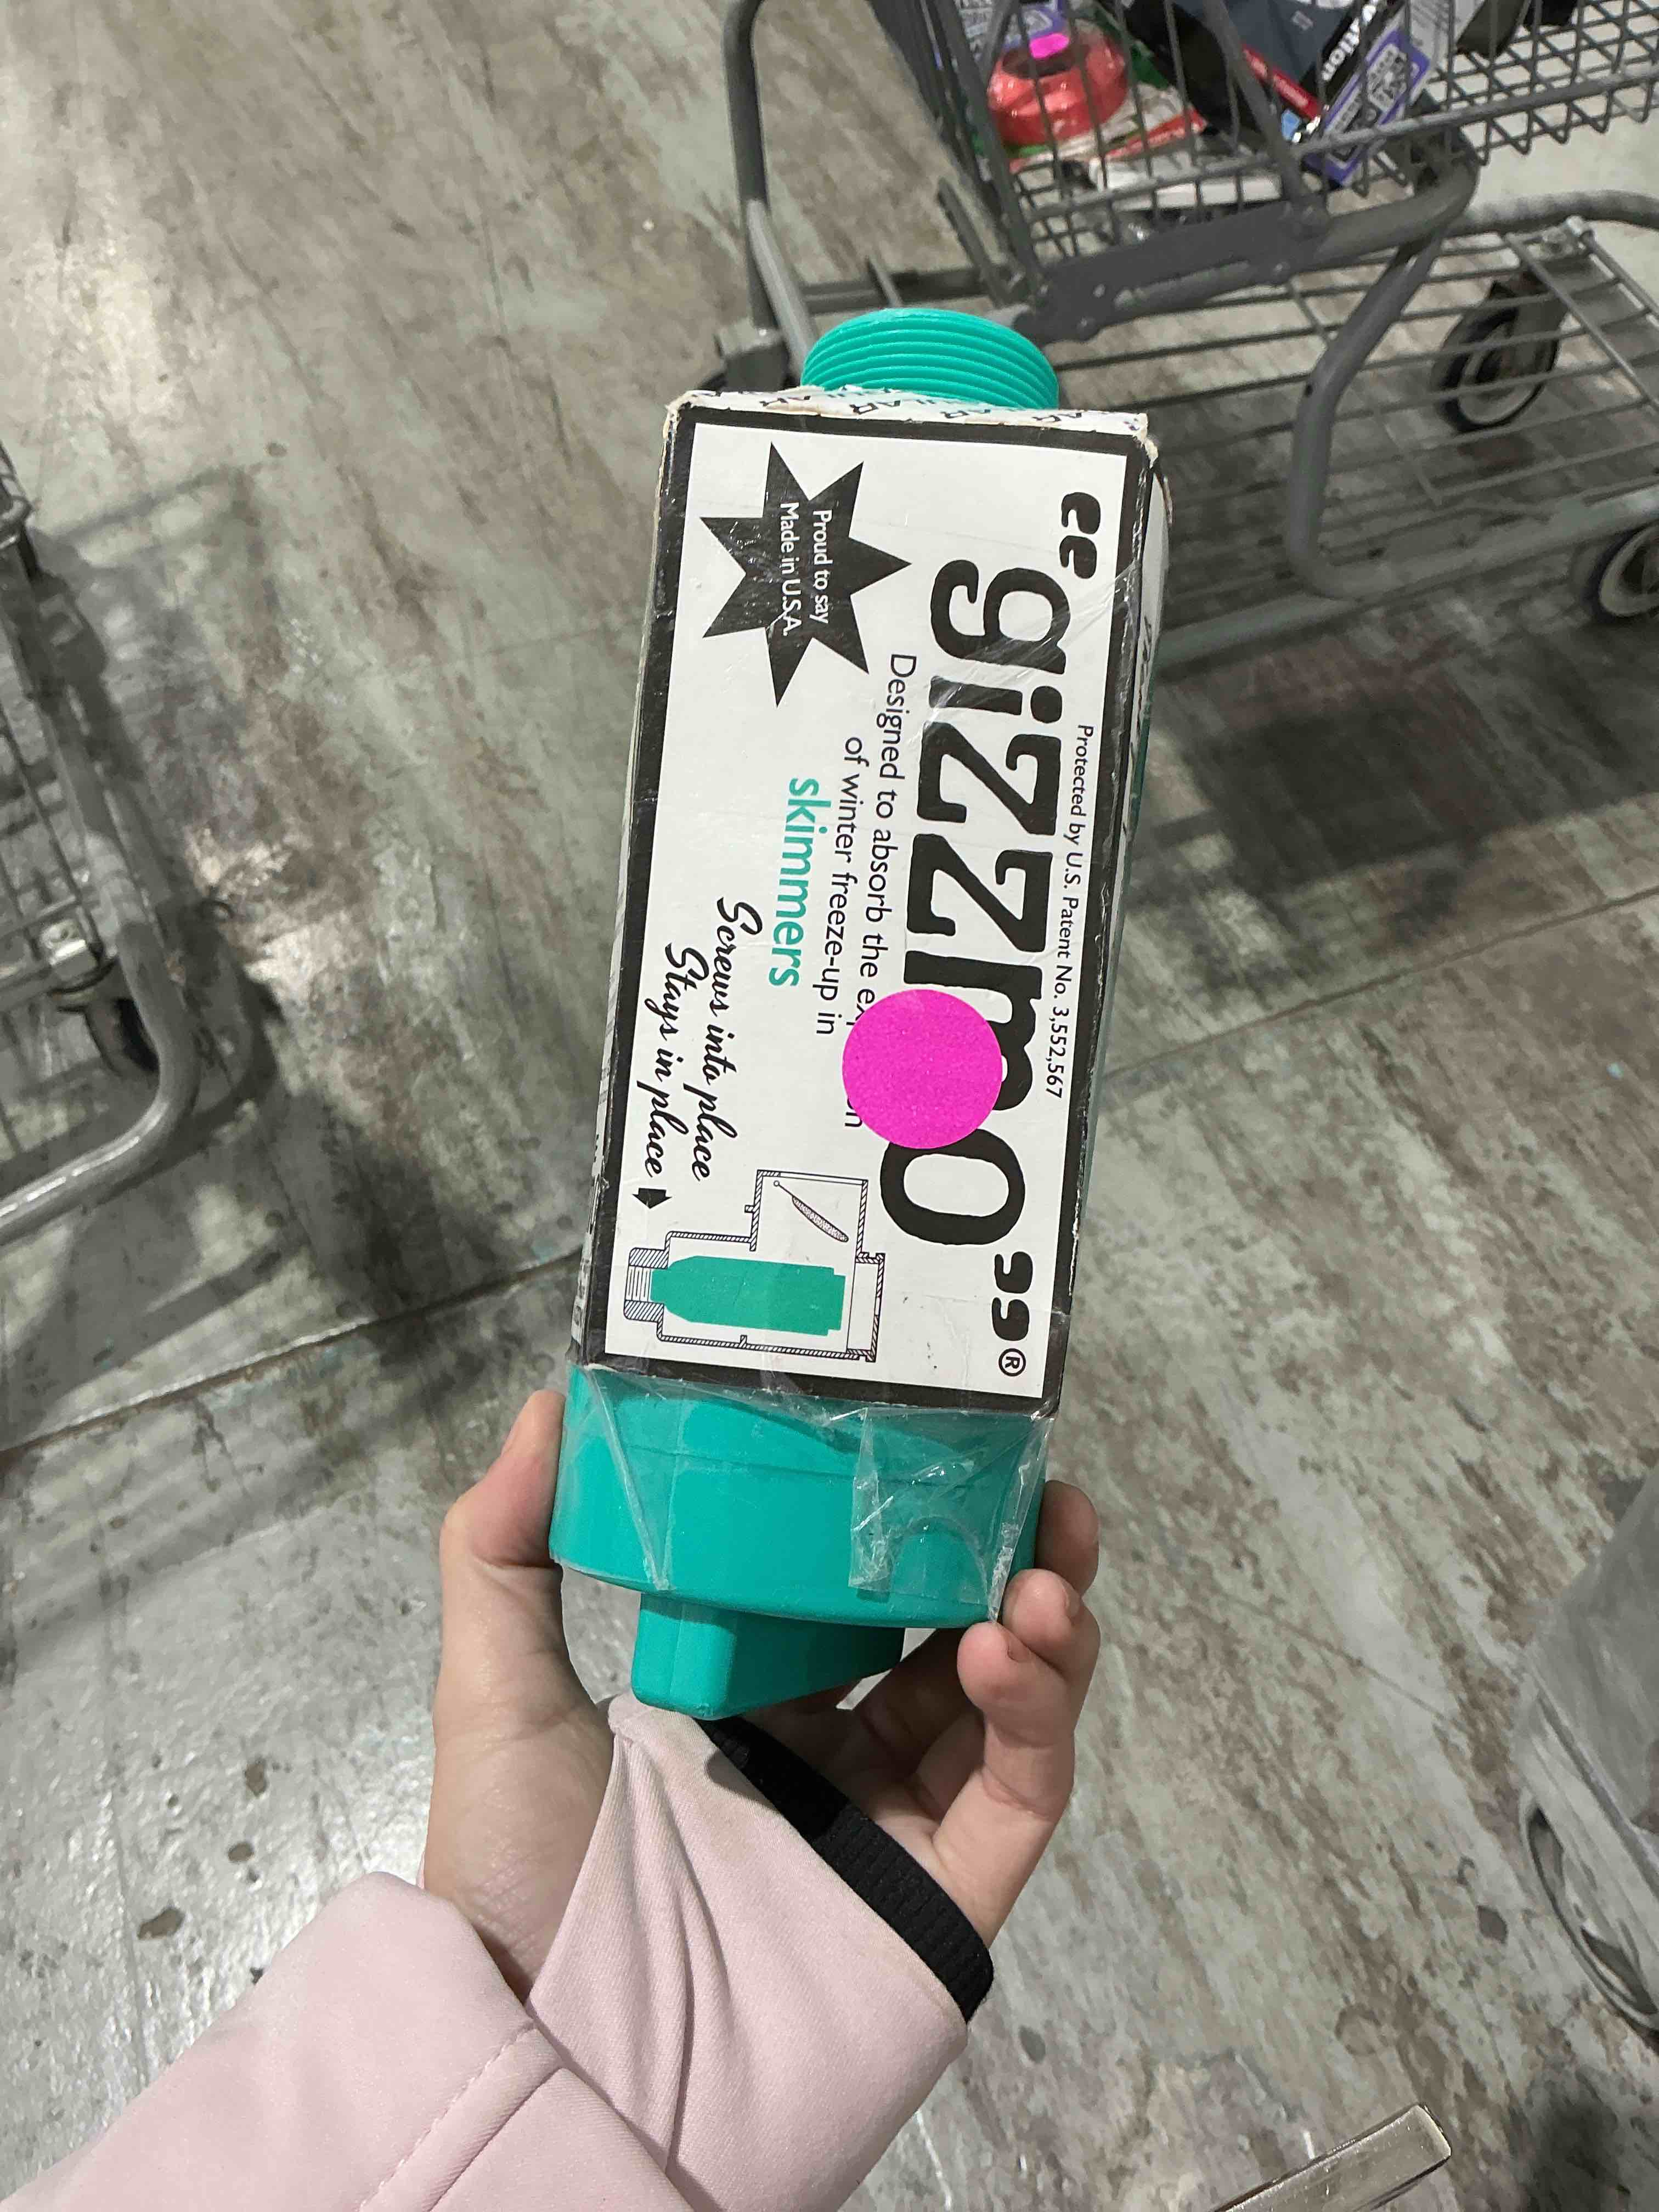 Protected by U.S. Patent No. 3,552,567
"gizzmo"®
Designed to absorb the
of winter freeze-up in
skimmers
Proud to say
Made in U.S.A.
Screws into place
Stays in place